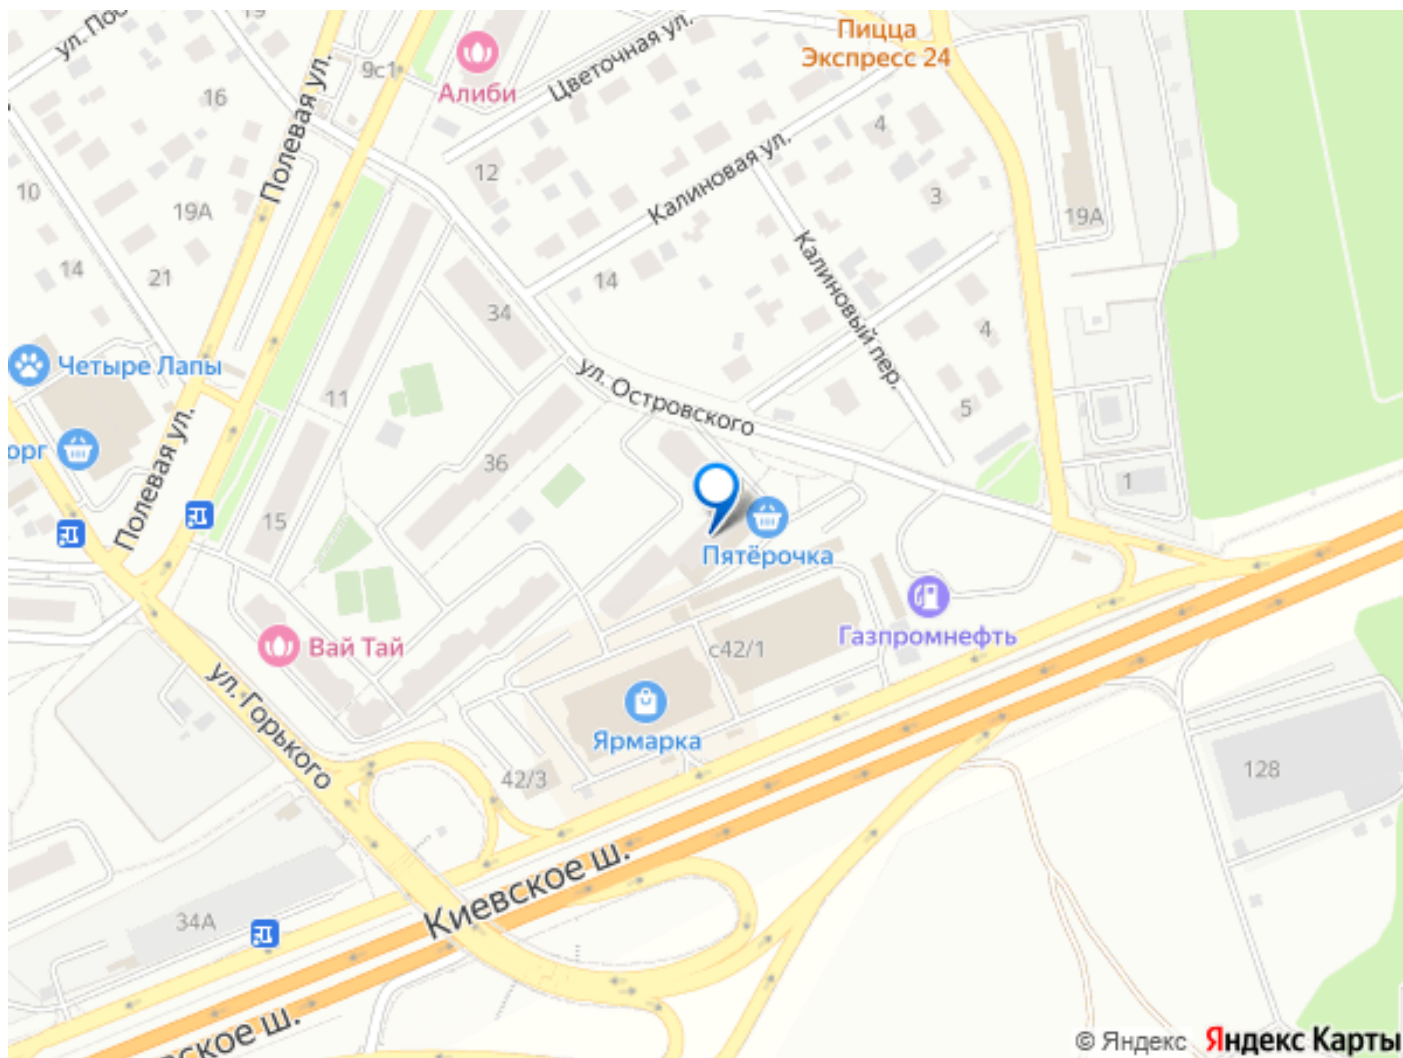 ул. Пос
19
9с1
Алиби
Цветочная ул.
Пицца
Экспресс 24
16
Полевая ул.
12
Калиновая ул.
4
10
19А
3
19А
14
21
14
Калиновый пер.
34
4
Четыре Лапы
11
ул. Островского
5
орг
36
Полевая ул.
15
1
Пятёрочка
Газпромнефть
Вай Тай
с42/1
ул. Горького
Ярмарка
42/3
128
Киевское ш.
34А
евское ш.
© Яндекс Яндекс Карты